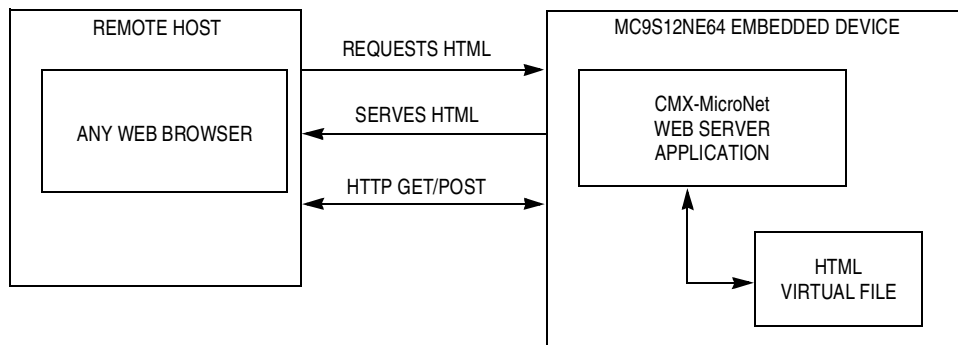 REMOTE HOST
ANY WEB BROWSER
REQUESTS HTML
SERVES HTML
HTTP GET/POST
MC9S12NE64 EMBEDDED DEVICE
CMX-MicroNet
WEB SERVER
APPLICATION
HTML
VIRTUAL FILE